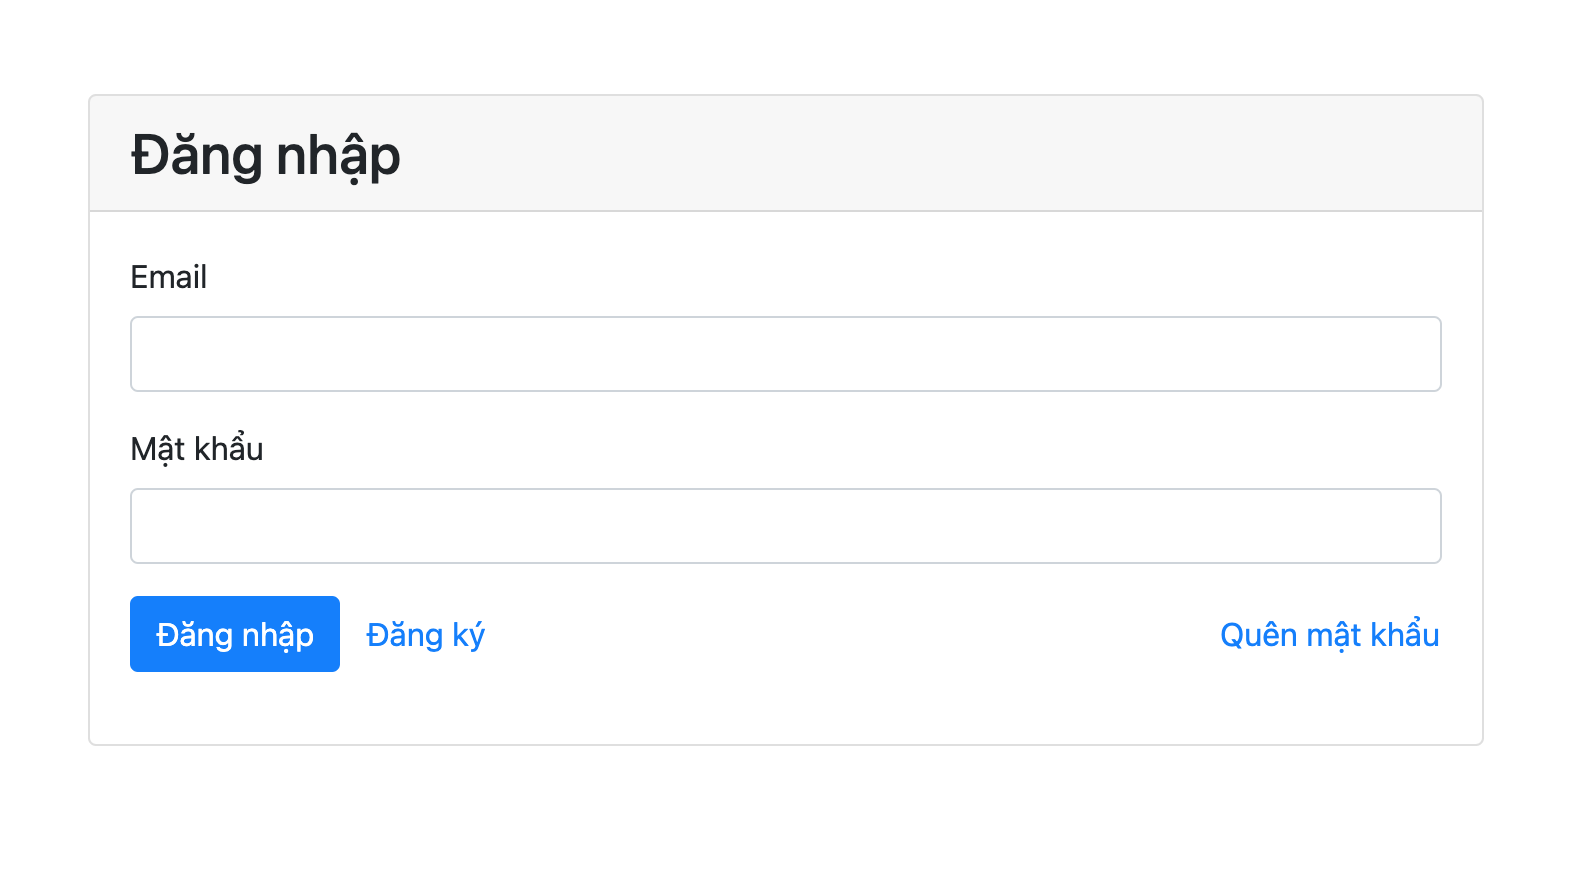 Đăng nhập
Email
Mật khẩu
Đăng nhập Đăng ký Quên mật khẩu